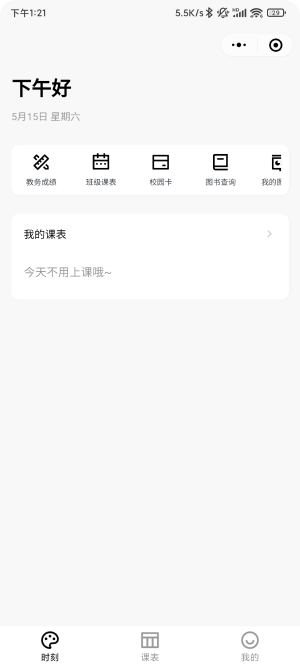 下午1:21
5.5K/s
HD
29
下午好
5月15日 星期六
教务成绩
班级课表
校园卡
图书查询
我的图
我的课表
今天不用上课哦~
时刻
课表
我的